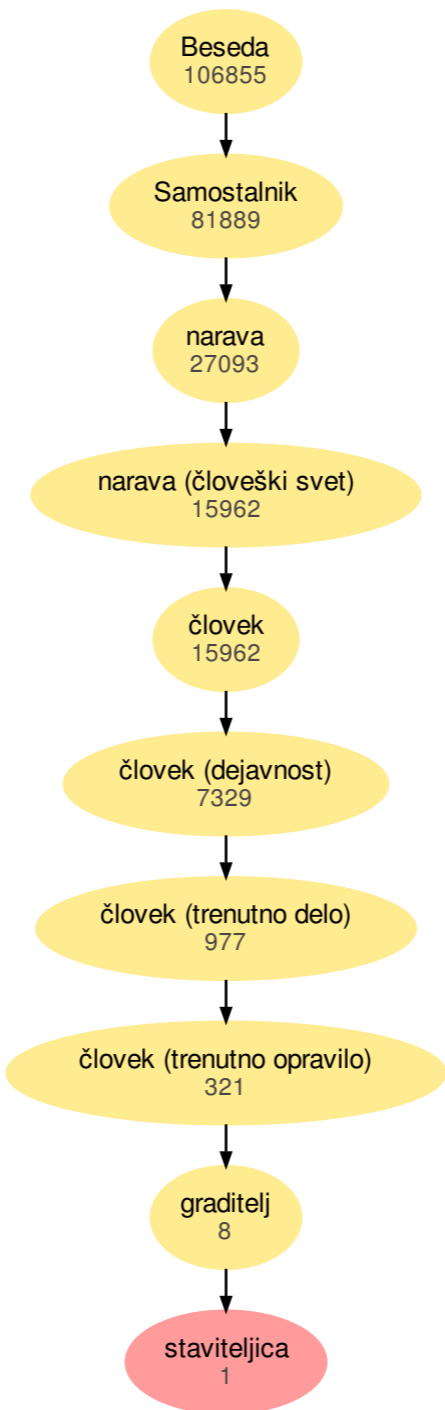 Beseda
106855
Samostalnik
81889
narava
27093
narava (človeški svet)
15962
človek
15962
človek (dejavnost)
7329
človek (trenutno delo)
977
človek (trenutno opravilo)
321
graditelj
8
staviteljica
1